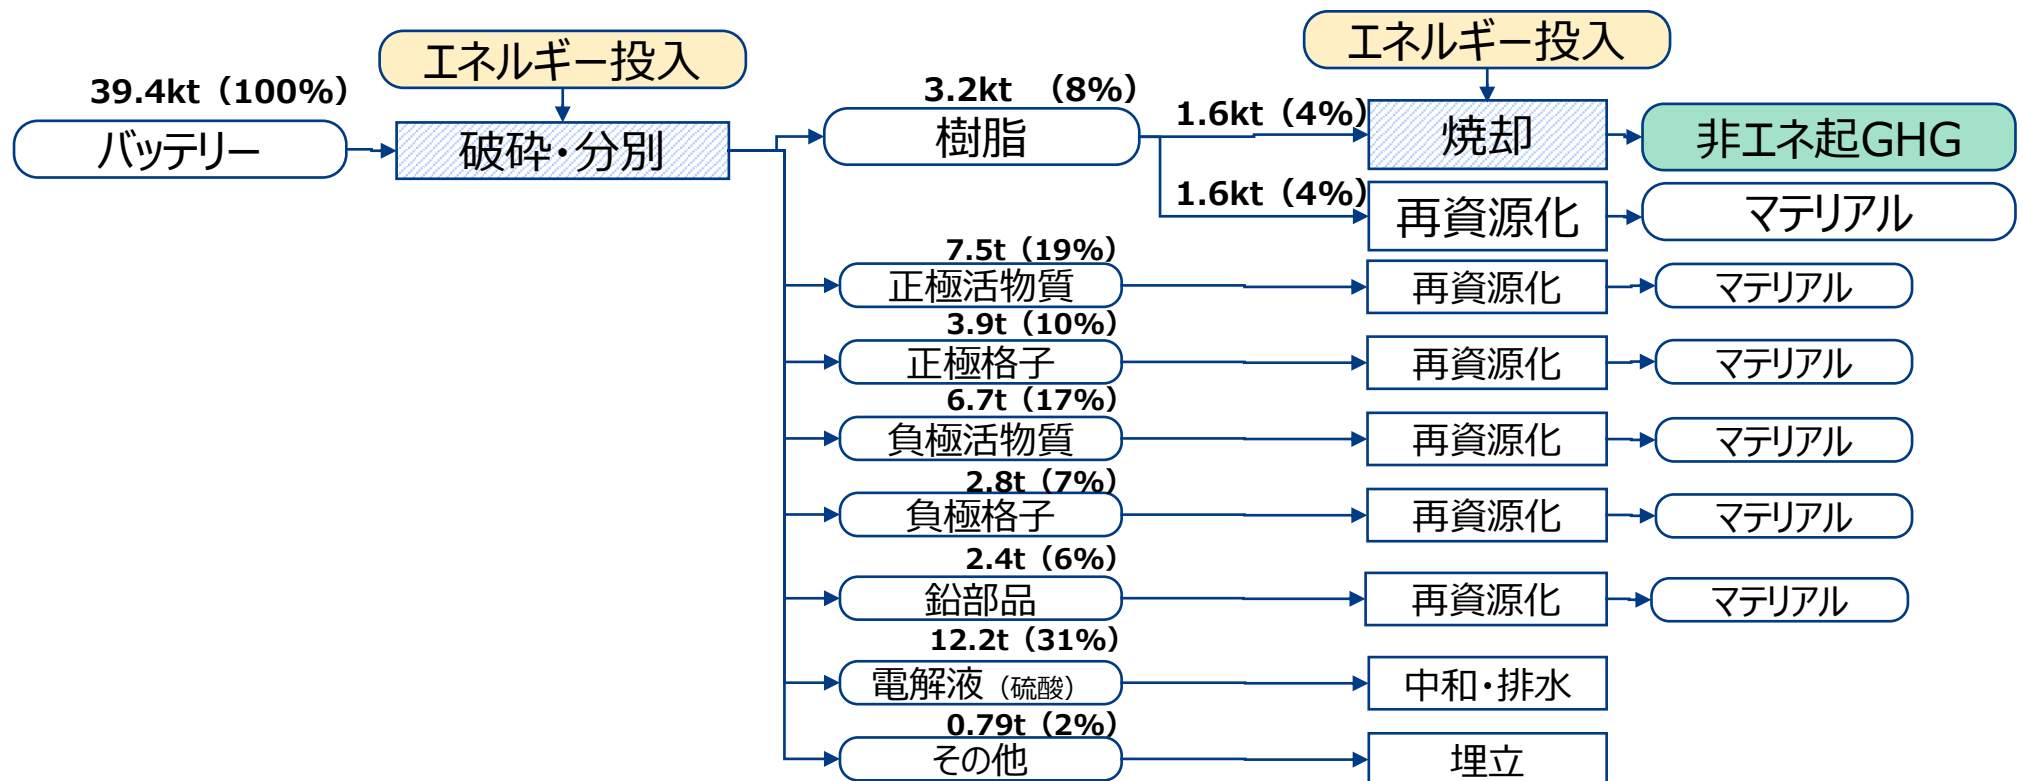 エネルギー投入
エネルギー投入
39.4kt（100%）
バッテリー
破砕・分別
3.2kt （8%）
樹脂
1.6kt（4%）
焼却
非エネ起GHG
1.6kt（4%）
再資源化
マテリアル
7.5t（19%）
正極活物質
再資源化
マテリアル
3.9t（10%）
正極格子
再資源化
マテリアル
6.7t（17%）
負極活物質
再資源化
マテリアル
2.8t（7%）
負極格子
再資源化
マテリアル
2.4t（6%）
鉛部品
再資源化
マテリアル
12.2t（31%）
電解液（硫酸）
中和・排水
0.79t（2%）
その他
埋立